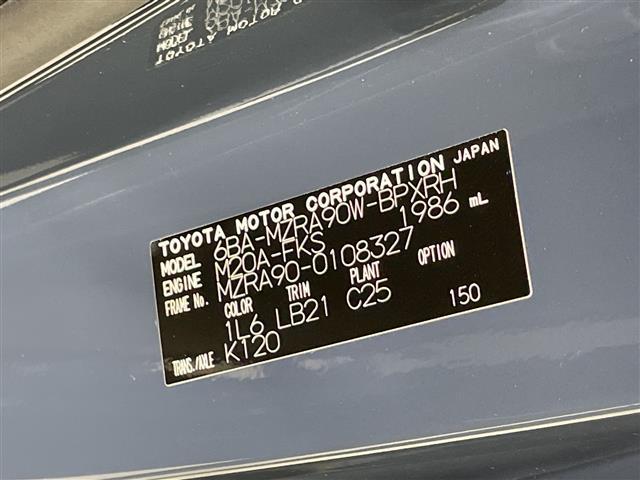 TOYOTA MOTOR CORPORATION JAPAN
MODEL 6BA-MZRA90W-BPXRH
ENGINE M20A-FKS 1986 mL
FRAME No. MZRA90-0108327
COLOR TRIM PLANT OPTION
1L6 LB21 C25 150
TRANS./AXLE KT20